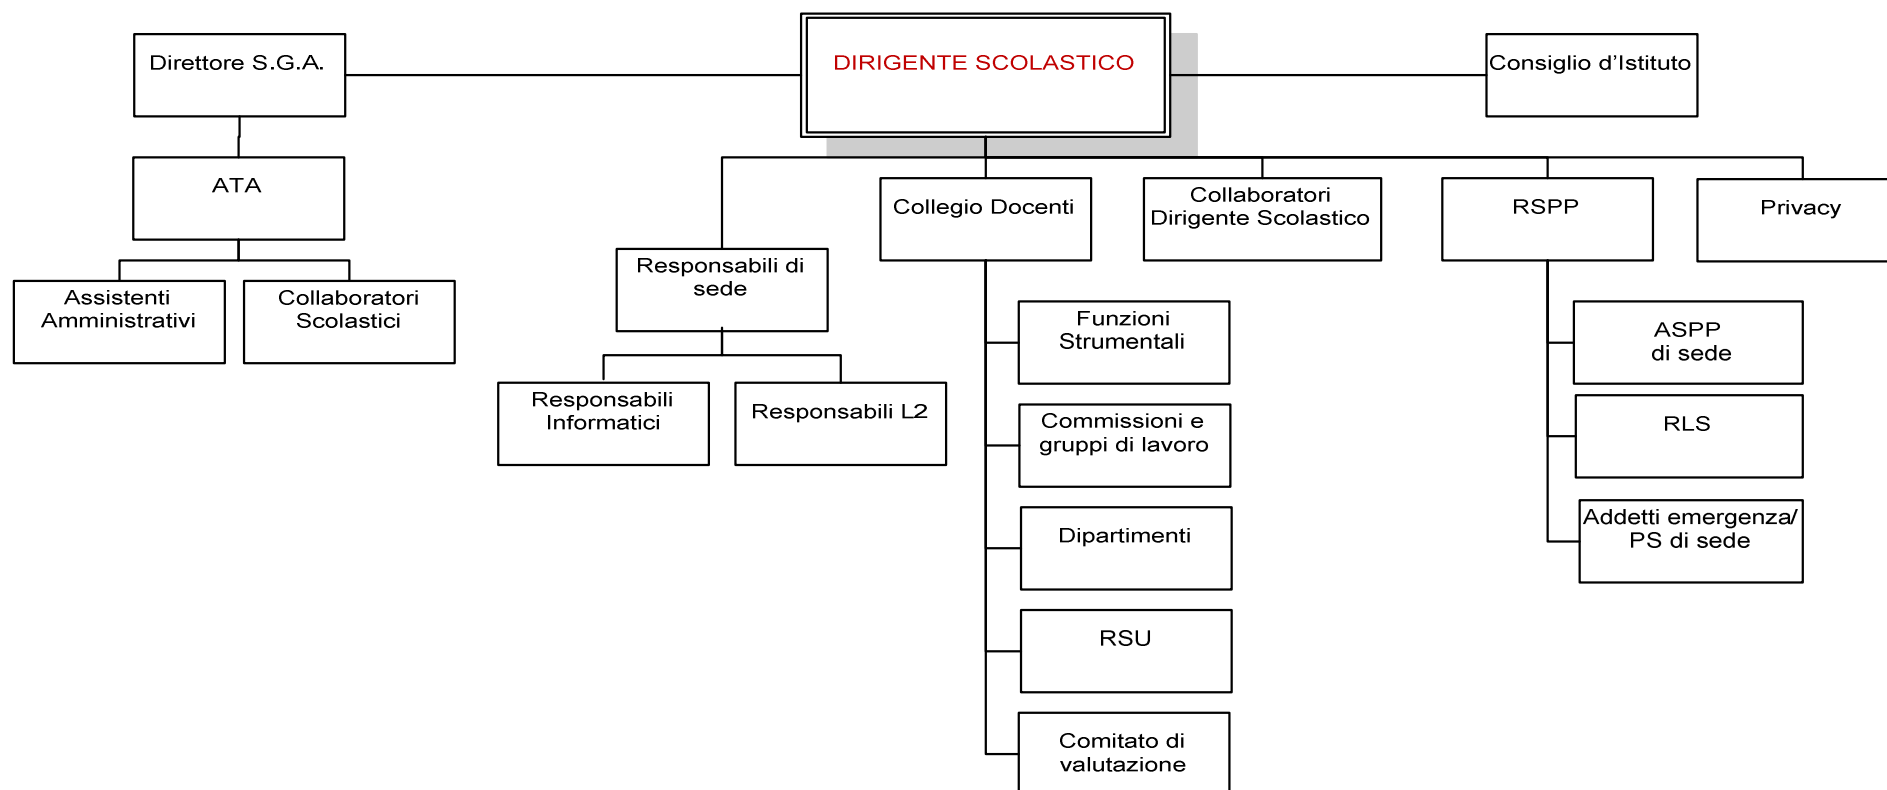 Direttore S.G.A.
DIRIGENTE SCOLASTICO
Consiglio d'Istituto
ATA
Collegio Docenti
Collaboratori
Dirigente Scolastico
RSPP
Privacy
Responsabili di
sede
Assistenti
Amministrativi
Collaboratori
Scolastici
Funzioni
Strumentali
ASPP
di sede
Responsabili
Informatici
Responsabili L2
Commissioni e
gruppi di lavoro
RLS
Dipartimenti
Addetti emergenza/
PS di sede
RSU
Comitato di
valutazione